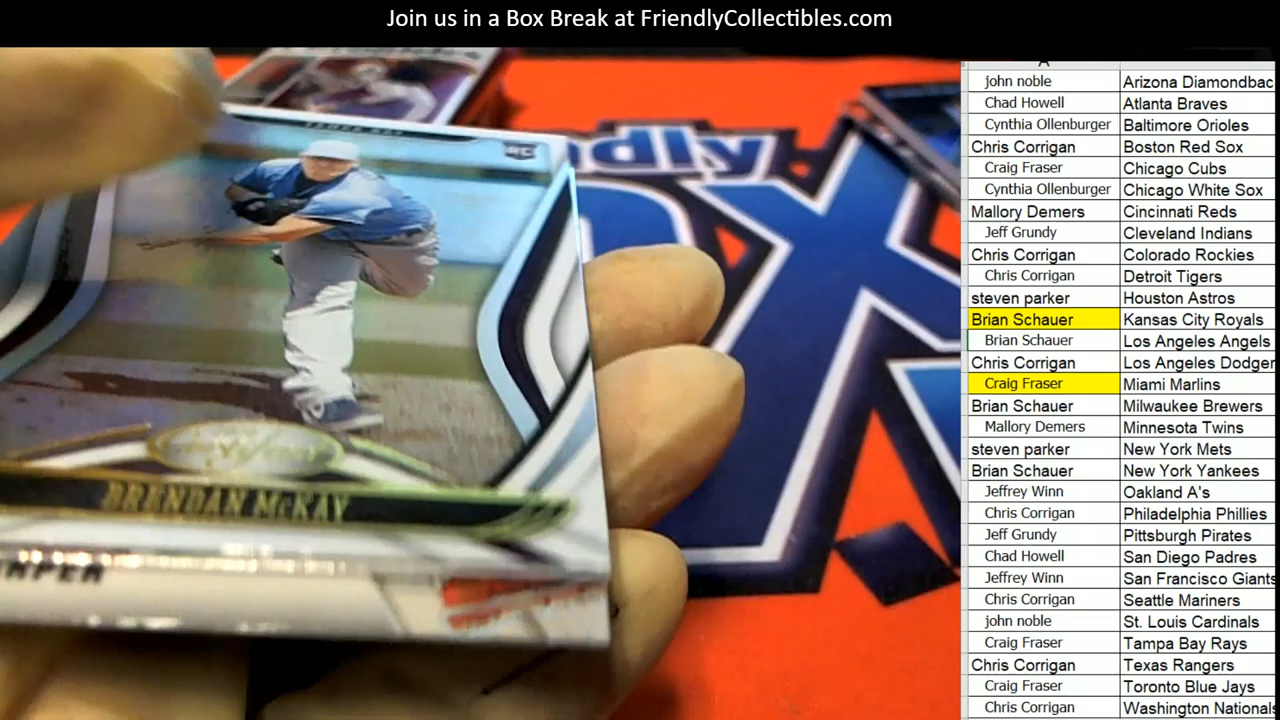 Join us in a Box Break at FriendlyCollectibles.com
A
john noble Arizona Diamondbac
Chad Howell Atlanta Braves
Cynthia Ollenburger Baltimore Orioles
Chris Corrigan Boston Red Sox
Craig Fraser Chicago Cubs
Cynthia Ollenburger Chicago White Sox
Mallory Demers Cincinnati Reds
Jeff Grundy Cleveland Indians
Chris Corrigan Colorado Rockies
Chris Corrigan Detroit Tigers
steven parker Houston Astros
Brian Schauer Kansas City Royals
Brian Schauer Los Angeles Angels
Chris Corrigan Los Angeles Dodger
Craig Fraser Miami Marlins
Brian Schauer Milwaukee Brewers
Mallory Demers Minnesota Twins
steven parker New York Mets
Brian Schauer New York Yankees
Jeffrey Winn Oakland A's
Chris Corrigan Philadelphia Phillies
Jeff Grundy Pittsburgh Pirates
Chad Howell San Diego Padres
Jeffrey Winn San Francisco Giants
Chris Corrigan Seattle Mariners
john noble St. Louis Cardinals
Craig Fraser Tampa Bay Rays
Chris Corrigan Texas Rangers
Craig Fraser Toronto Blue Jays
Chris Corrigan Washington Nationals
dly
RC
BRENDAN McKAY
RPER